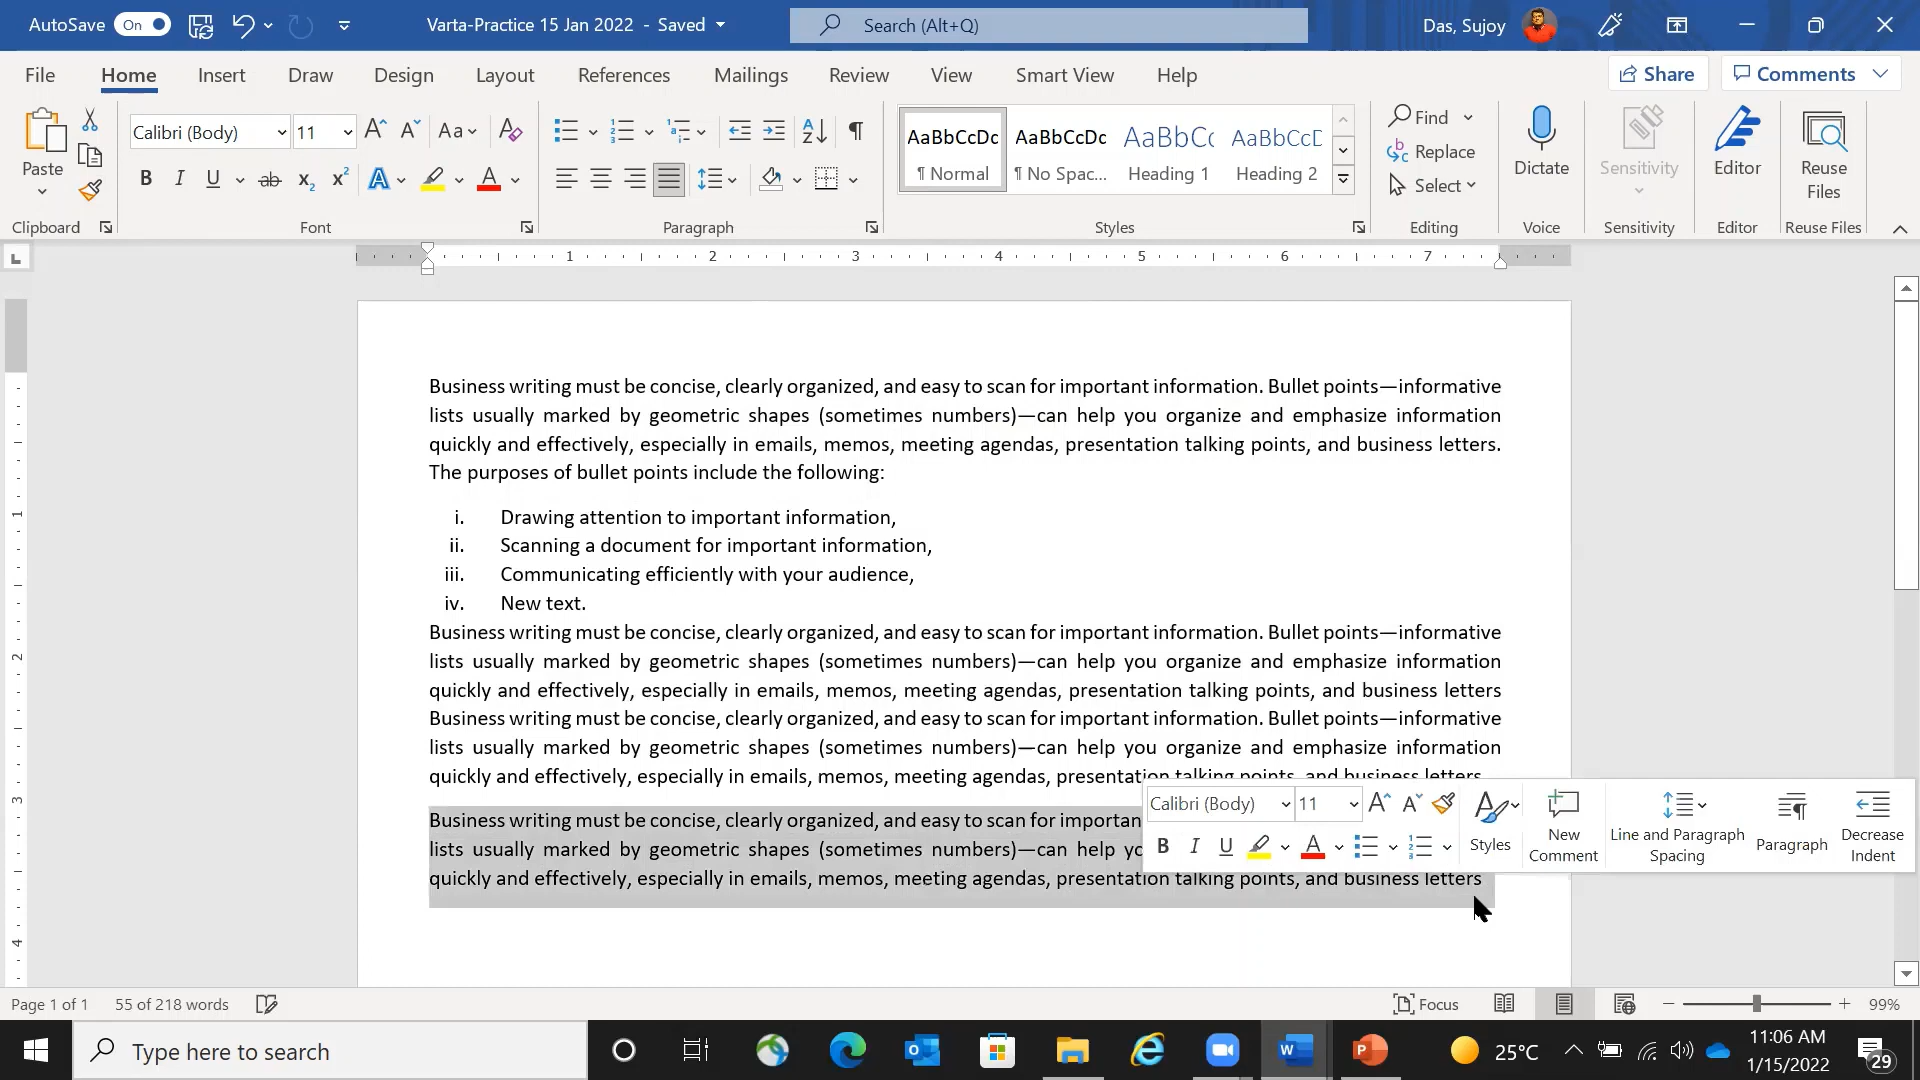 AutoSave On Varta-Practice 15 Jan 2022 - Saved Search (Alt+Q) Das, Sujoy
File Home Insert Draw Design Layout References Mailings Review View Smart View Help Share Comments
Paste Calibri (Body) 11 Aa AaBbCcDc AaBbCcDc AaBbCc AaBbCcD Find Replace Select Dictate Sensitivity Editor Reuse Files
¶ Normal ¶ No Spac... Heading 1 Heading 2
Clipboard Font Paragraph Styles Editing Voice Sensitivity Editor Reuse Files
1 2 3 4 5 6 7
Business writing must be concise, clearly organized, and easy to scan for important information. Bullet points—informative
lists usually marked by geometric shapes (sometimes numbers)—can help you organize and emphasize information
quickly and effectively, especially in emails, memos, meeting agendas, presentation talking points, and business letters.
The purposes of bullet points include the following:
i. Drawing attention to important information,
ii. Scanning a document for important information,
iii. Communicating efficiently with your audience,
iv. New text.
Business writing must be concise, clearly organized, and easy to scan for important information. Bullet points—informative
lists usually marked by geometric shapes (sometimes numbers)—can help you organize and emphasize information
quickly and effectively, especially in emails, memos, meeting agendas, presentation talking points, and business letters
Business writing must be concise, clearly organized, and easy to scan for important information. Bullet points—informative
lists usually marked by geometric shapes (sometimes numbers)—can help you organize and emphasize information
quickly and effectively, especially in emails, memos, meeting agendas, presentation talking points, and business letters
Business writing must be concise, clearly organized, and easy to scan for importan
lists usually marked by geometric shapes (sometimes numbers)—can help yo
quickly and effectively, especially in emails, memos, meeting agendas, presentation talking points, and business letters
Calibri (Body) 11
Styles New Comment Line and Paragraph Spacing Paragraph Decrease Indent
1
2
3
4
Page 1 of 1 55 of 218 words Focus 99%
Type here to search 25°C 11:06 AM
1/15/2022 29